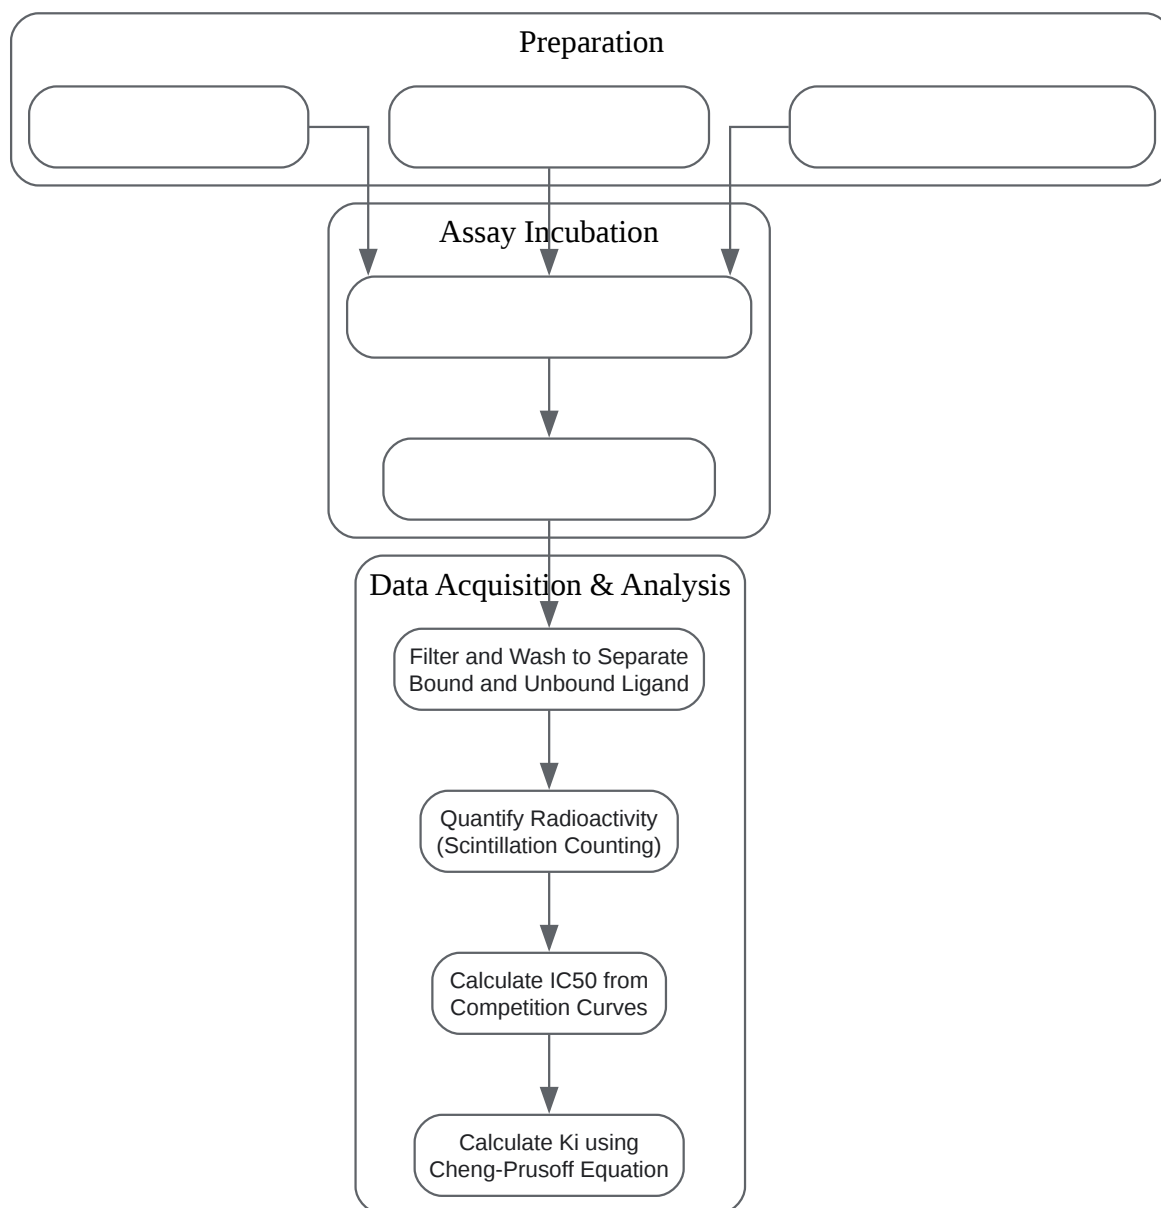 Preparation
Assay Incubation
Data Acquisition & Analysis
Filter and Wash to Separate
Bound and Unbound Ligand
Quantify Radioactivity
(Scintillation Counting)
Calculate IC50 from
Competition Curves
Calculate Ki using
Cheng-Prusoff Equation